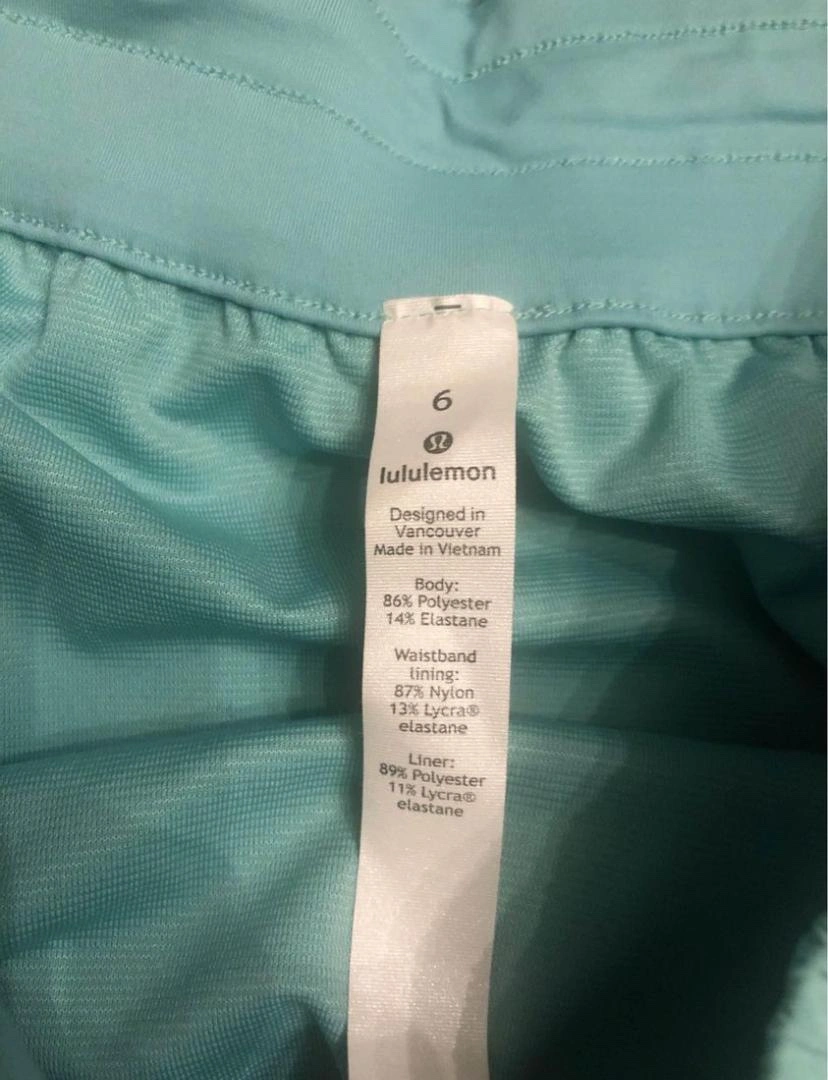 6
lululemon
Designed in
Vancouver
Made in Vietnam
Body:
86% Polyester
14% Elastane
Waistband
lining:
87% Nylon
13% Lycra®
elastane
Liner:
89% Polyester
11% Lycra®
elastane